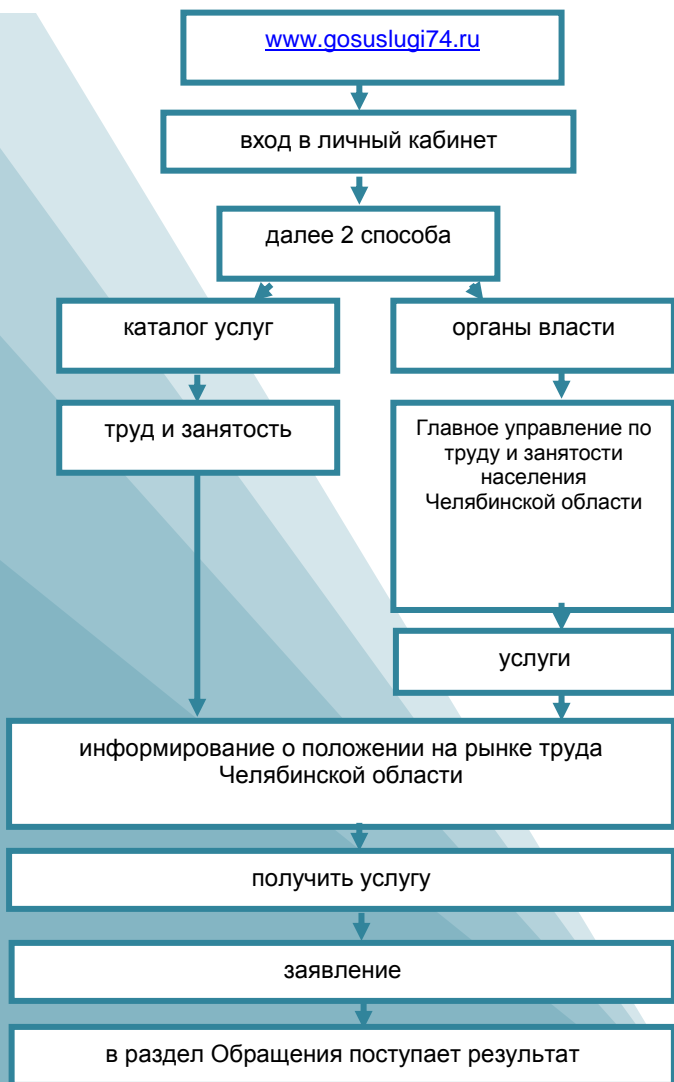 www.gosuslugi74.ru
вход в личный кабинет
далее 2 способа
каталог услуг
органы власти
труд и занятость
Главное управление по
труду и занятости
населения
Челябинской области
услуги
информирование о положении на рынке труда
Челябинской области
получить услугу
заявление
в раздел Обращения поступает результат